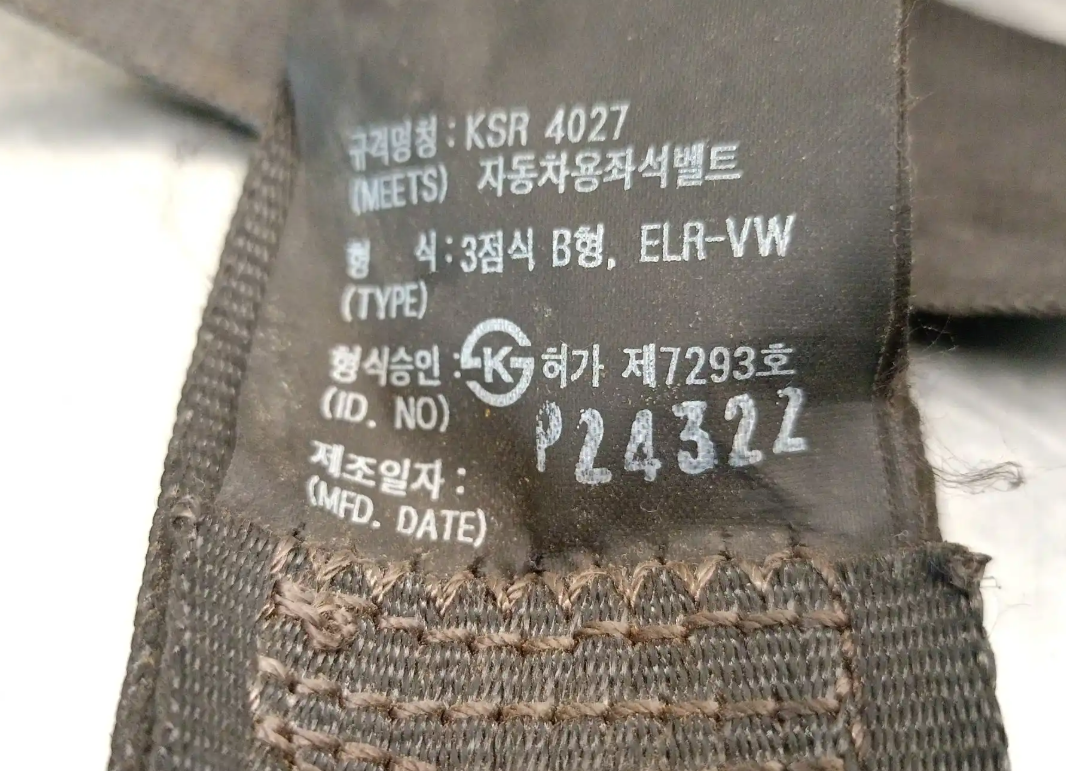 규격명칭 : KSR 4027
(MEETS) 자동차용좌석벨트
형 식 : 3점식 B형, ELR-VW
(TYPE)
형식승인 : K 허가 제7293호
(ID. NO)
P24322
제조일자 :
(MFD. DATE)